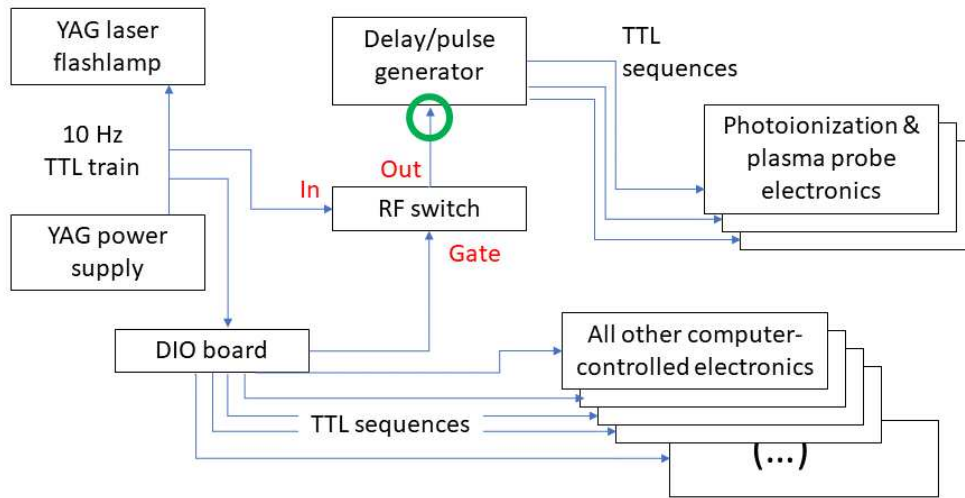 YAG laser
flashlamp
Delay/pulse
generator
TTL
sequences
10 Hz
TTL train
Photoionization &
plasma probe
electronics
Out
In
RF switch
YAG power
supply
Gate
DIO board
All other computer-
controlled electronics
TTL sequences
(...)